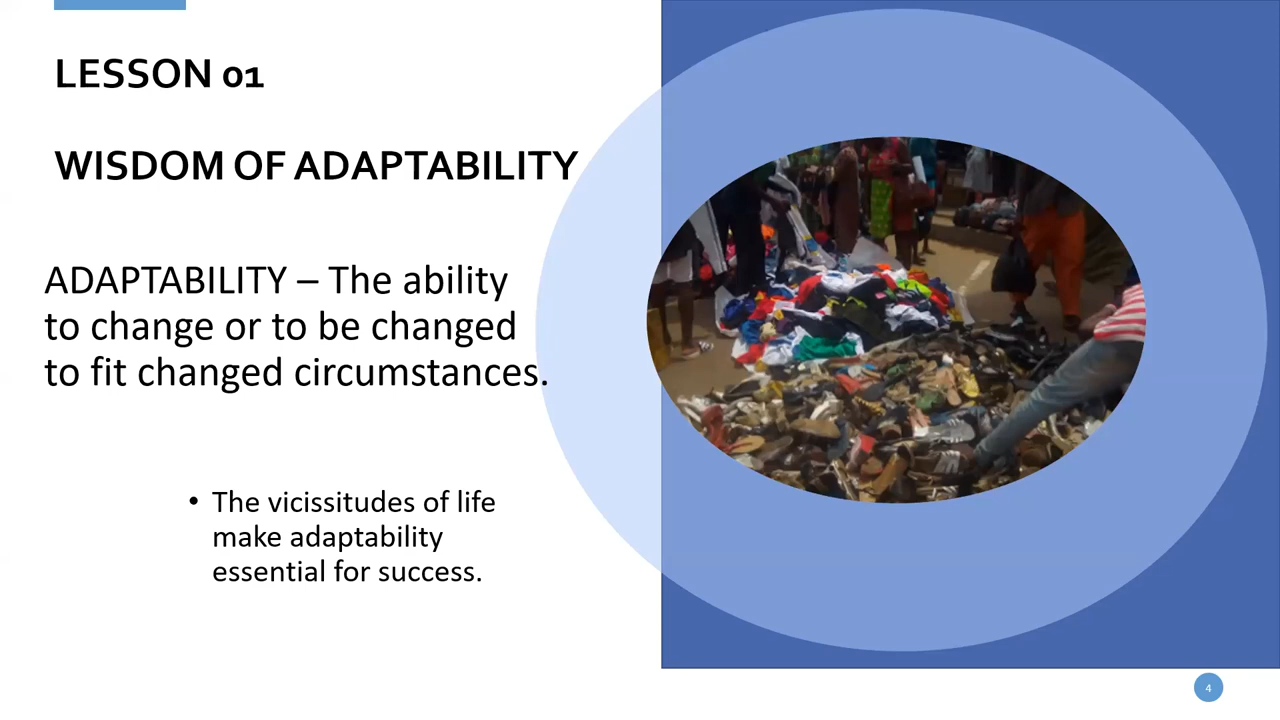 LESSON 01
WISDOM OF ADAPTABILITY
ADAPTABILITY – The ability
to change or to be changed
to fit changed circumstances.
• The vicissitudes of life
make adaptability
essential for success.
4